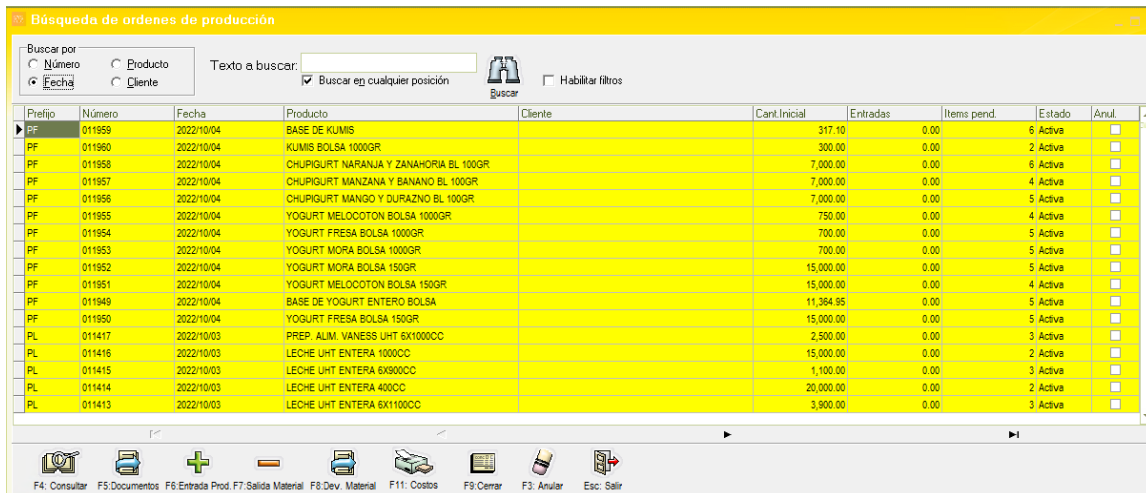 Búsqueda de ordenes de producción
Buscar por
Número Producto
Fecha Cliente
Texto a buscar:
Buscar en cualquier posición
Buscar
Habilitar filtros
Prefijo Número Fecha Producto Cliente Cant.Inicial Entradas Items pend. Estado Anul.
PF 011959 2022/10/04 BASE DE KUMIS 317.10 0.00 6 Activa
PF 011960 2022/10/04 KUMIS BOLSA 1000GR 300.00 0.00 2 Activa
PF 011958 2022/10/04 CHUPIGURT NARANJA Y ZANAHORIA BL 100GR 7,000.00 0.00 6 Activa
PF 011957 2022/10/04 CHUPIGURT MANZANA Y BANANO BL 100GR 7,000.00 0.00 4 Activa
PF 011956 2022/10/04 CHUPIGURT MANGO Y DURAZNO BL 100GR 7,000.00 0.00 5 Activa
PF 011955 2022/10/04 YOGURT MELOCOTON BOLSA 1000GR 750.00 0.00 4 Activa
PF 011954 2022/10/04 YOGURT FRESA BOLSA 1000GR 700.00 0.00 5 Activa
PF 011953 2022/10/04 YOGURT MORA BOLSA 1000GR 700.00 0.00 5 Activa
PF 011952 2022/10/04 YOGURT MORA BOLSA 150GR 15,000.00 0.00 5 Activa
PF 011951 2022/10/04 YOGURT MELOCOTON BOLSA 150GR 15,000.00 0.00 4 Activa
PF 011949 2022/10/04 BASE DE YOGURT ENTERO BOLSA 11,364.95 0.00 5 Activa
PF 011950 2022/10/04 YOGURT FRESA BOLSA 150GR 15,000.00 0.00 5 Activa
PL 011417 2022/10/03 PREP. ALIM. VANESS UHT 6X1000CC 2,500.00 0.00 3 Activa
PL 011416 2022/10/03 LECHE UHT ENTERA 1000CC 15,000.00 0.00 2 Activa
PL 011415 2022/10/03 LECHE UHT ENTERA 6X900CC 1,100.00 0.00 3 Activa
PL 011414 2022/10/03 LECHE UHT ENTERA 400CC 20,000.00 0.00 2 Activa
PL 011413 2022/10/03 LECHE UHT ENTERA 6X1100CC 3,900.00 0.00 3 Activa
F4: Consultar F5:Documentos F6:Entrada Prod. F7:Salida Material F8:Dev. Material F11: Costos F9:Cerrar F3: Anular Esc: Salir